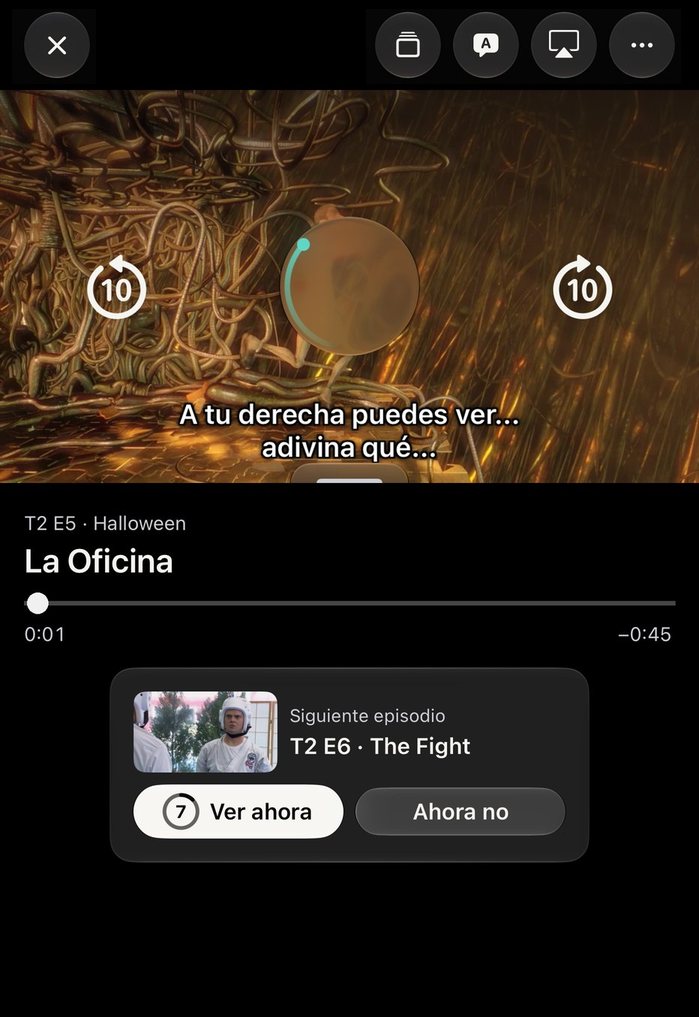 A
10
10
A tu derecha puedes ver...
adivina qué...
T2 E5 · Halloween
La Oficina
0:01
−0:45
Siguiente episodio
T2 E6 · The Fight
7 Ver ahora
Ahora no